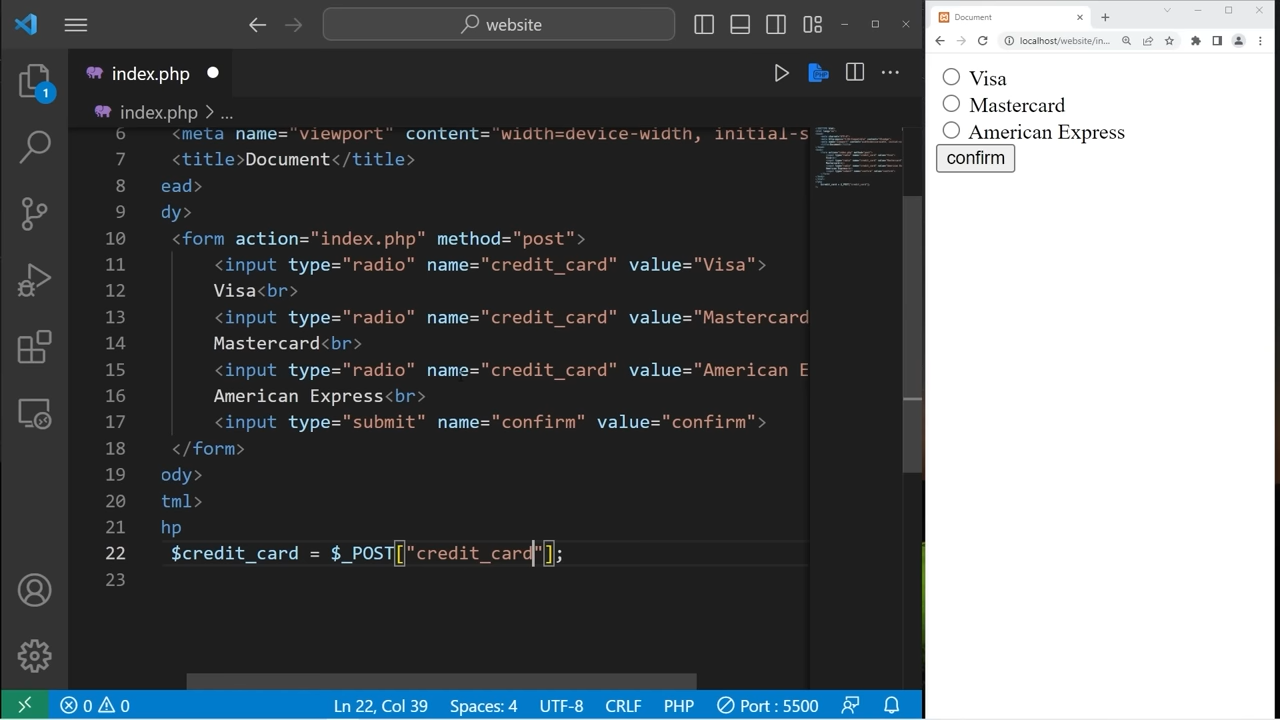 website
index.php
index.php > ...
6 <meta name="viewport" content="width=device-width, initial-s
7 <title>Document</title>
8 ead>
9 dy>
10 <form action="index.php" method="post">
11 <input type="radio" name="credit_card" value="Visa">
12 Visa<br>
13 <input type="radio" name="credit_card" value="Mastercard
14 Mastercard<br>
15 <input type="radio" name="credit_card" value="American E
16 American Express<br>
17 <input type="submit" name="confirm" value="confirm">
18 </form>
19 ody>
20 tml>
21 hp
22 $credit_card = $_POST["credit_card"];
23
1
0 0 Ln 22, Col 39 Spaces: 4 UTF-8 CRLF PHP Port : 5500
Document
localhost/website/in...
Visa
Mastercard
American Express
confirm